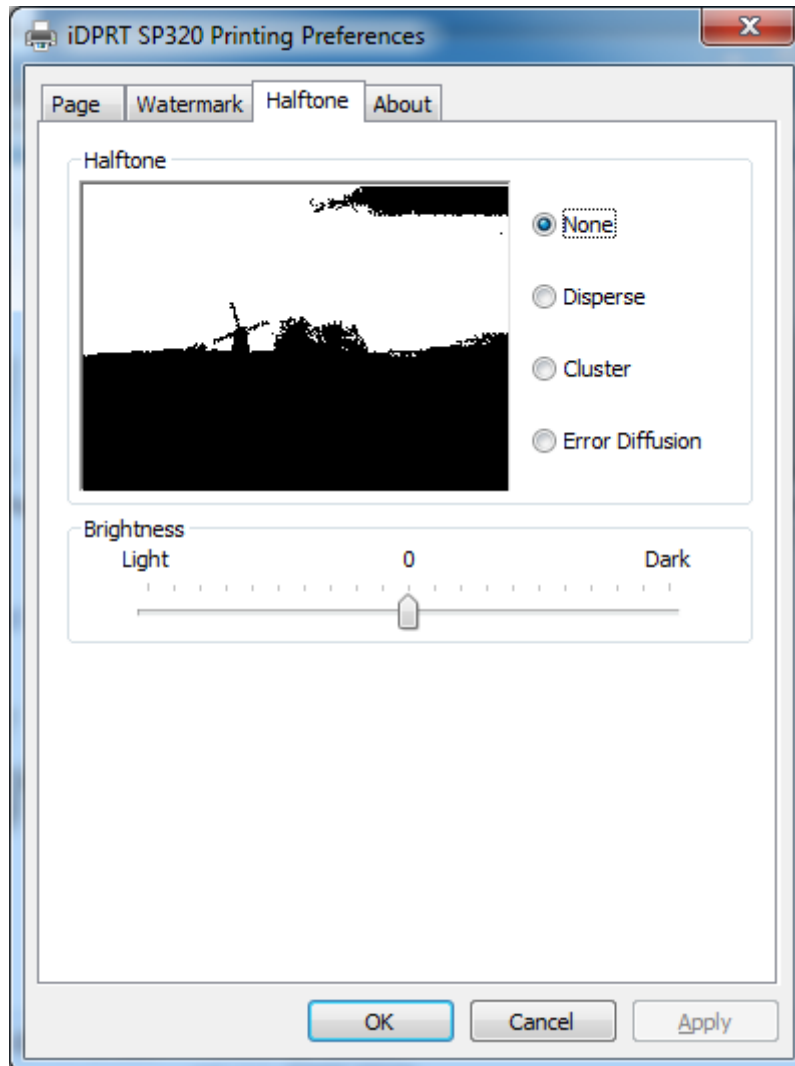 iDPRT SP320 Printing Preferences
Page Watermark Halftone About
Halftone
None
Disperse
Cluster
Error Diffusion
Brightness
Light 0 Dark
OK Cancel Apply